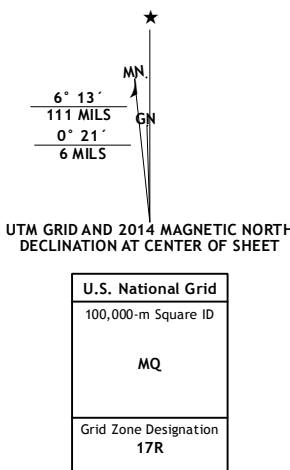 ★
MN.
GN
6° 13´
111 MILS
0° 21´
6 MILS
UTM GRID AND 2014 MAGNETIC NORTH
DECLINATION AT CENTER OF SHEET
U.S. National Grid
100,000-m Square ID
MQ
Grid Zone Designation
17R